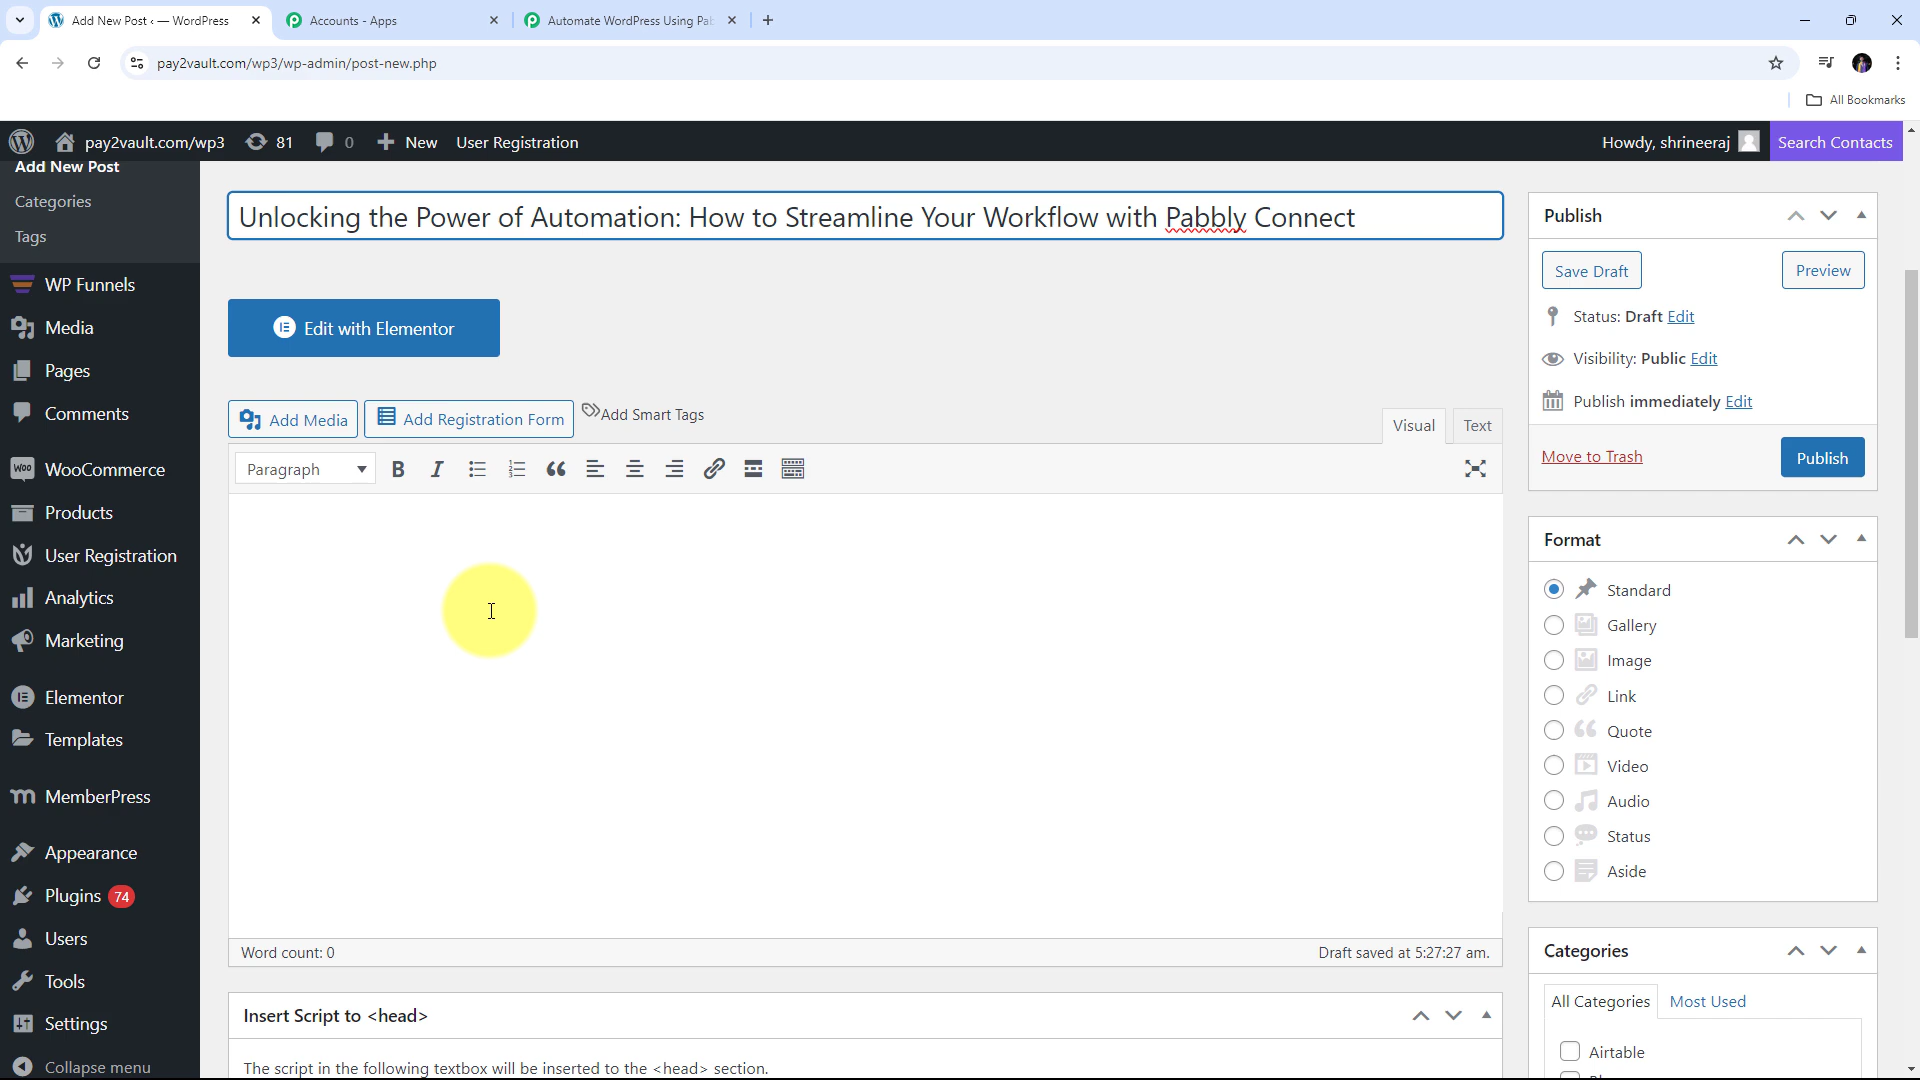 Add New Post ‹ — WordPress
Accounts - Apps
Automate WordPress Using Pab
pay2vault.com/wp3/wp-admin/post-new.php
All Bookmarks
pay2vault.com/wp3
81
0
New
User Registration
Howdy, shrineeraj
Search Contacts
Add New Post
Categories
Tags
WP Funnels
Media
Pages
Comments
WooCommerce
Products
User Registration
Analytics
Marketing
Elementor
Templates
MemberPress
Appearance
Plugins 74
Users
Tools
Settings
Collapse menu
Unlocking the Power of Automation: How to Streamline Your Workflow with Pabbly Connect
Edit with Elementor
Add Media
Add Registration Form
Add Smart Tags
Visual
Text
Paragraph
Word count: 0
Draft saved at 5:27:27 am.
Insert Script to <head>
The script in the following textbox will be inserted to the <head> section.
Publish
Save Draft
Preview
Status: Draft Edit
Visibility: Public Edit
Publish immediately Edit
Move to Trash
Publish
Format
Standard
Gallery
Image
Link
Quote
Video
Audio
Status
Aside
Categories
All Categories
Most Used
Airtable